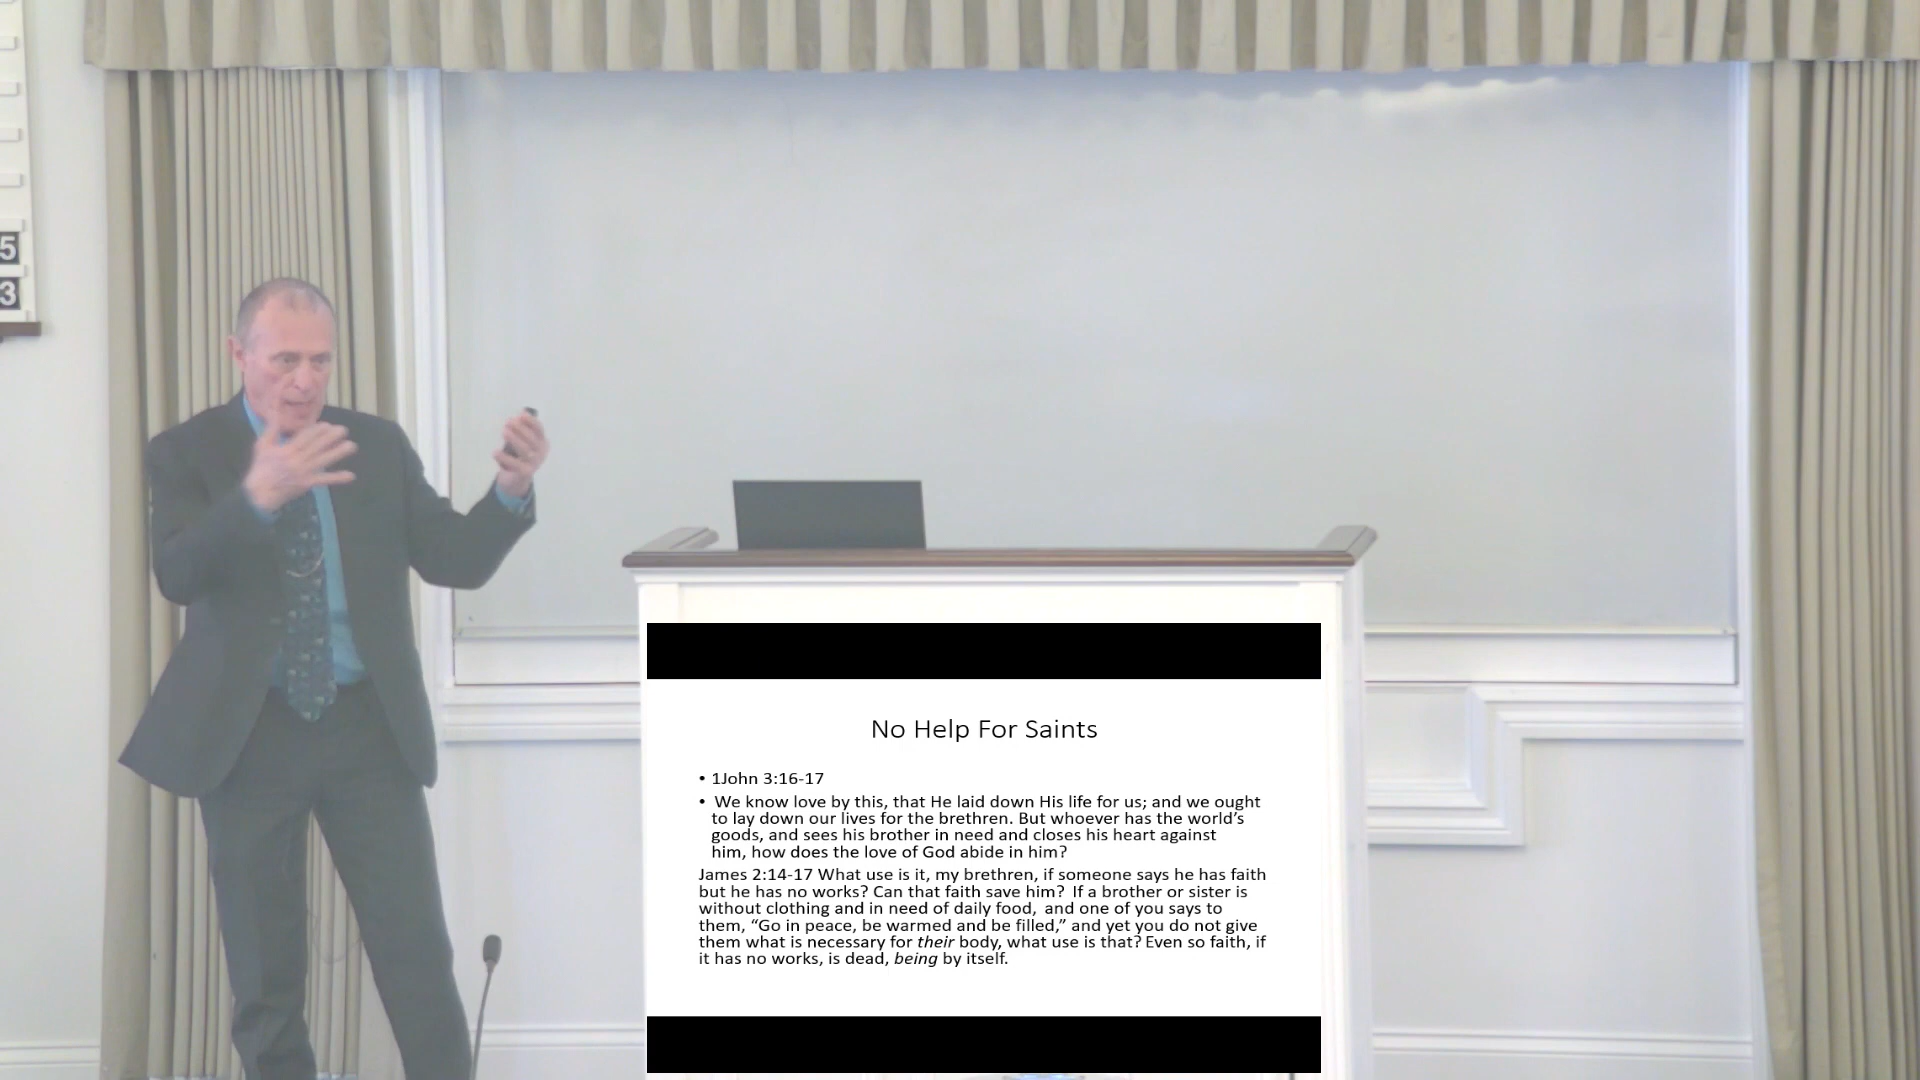 5
3
No Help For Saints
• 1John 3:16-17
• We know love by this, that He laid down His life for us; and we ought
to lay down our lives for the brethren. But whoever has the world’s
goods, and sees his brother in need and closes his heart against
him, how does the love of God abide in him?
James 2:14-17 What use is it, my brethren, if someone says he has faith
but he has no works? Can that faith save him? If a brother or sister is
without clothing and in need of daily food, and one of you says to
them, “Go in peace, be warmed and be filled,” and yet you do not give
them what is necessary for their body, what use is that? Even so faith, if
it has no works, is dead, being by itself.